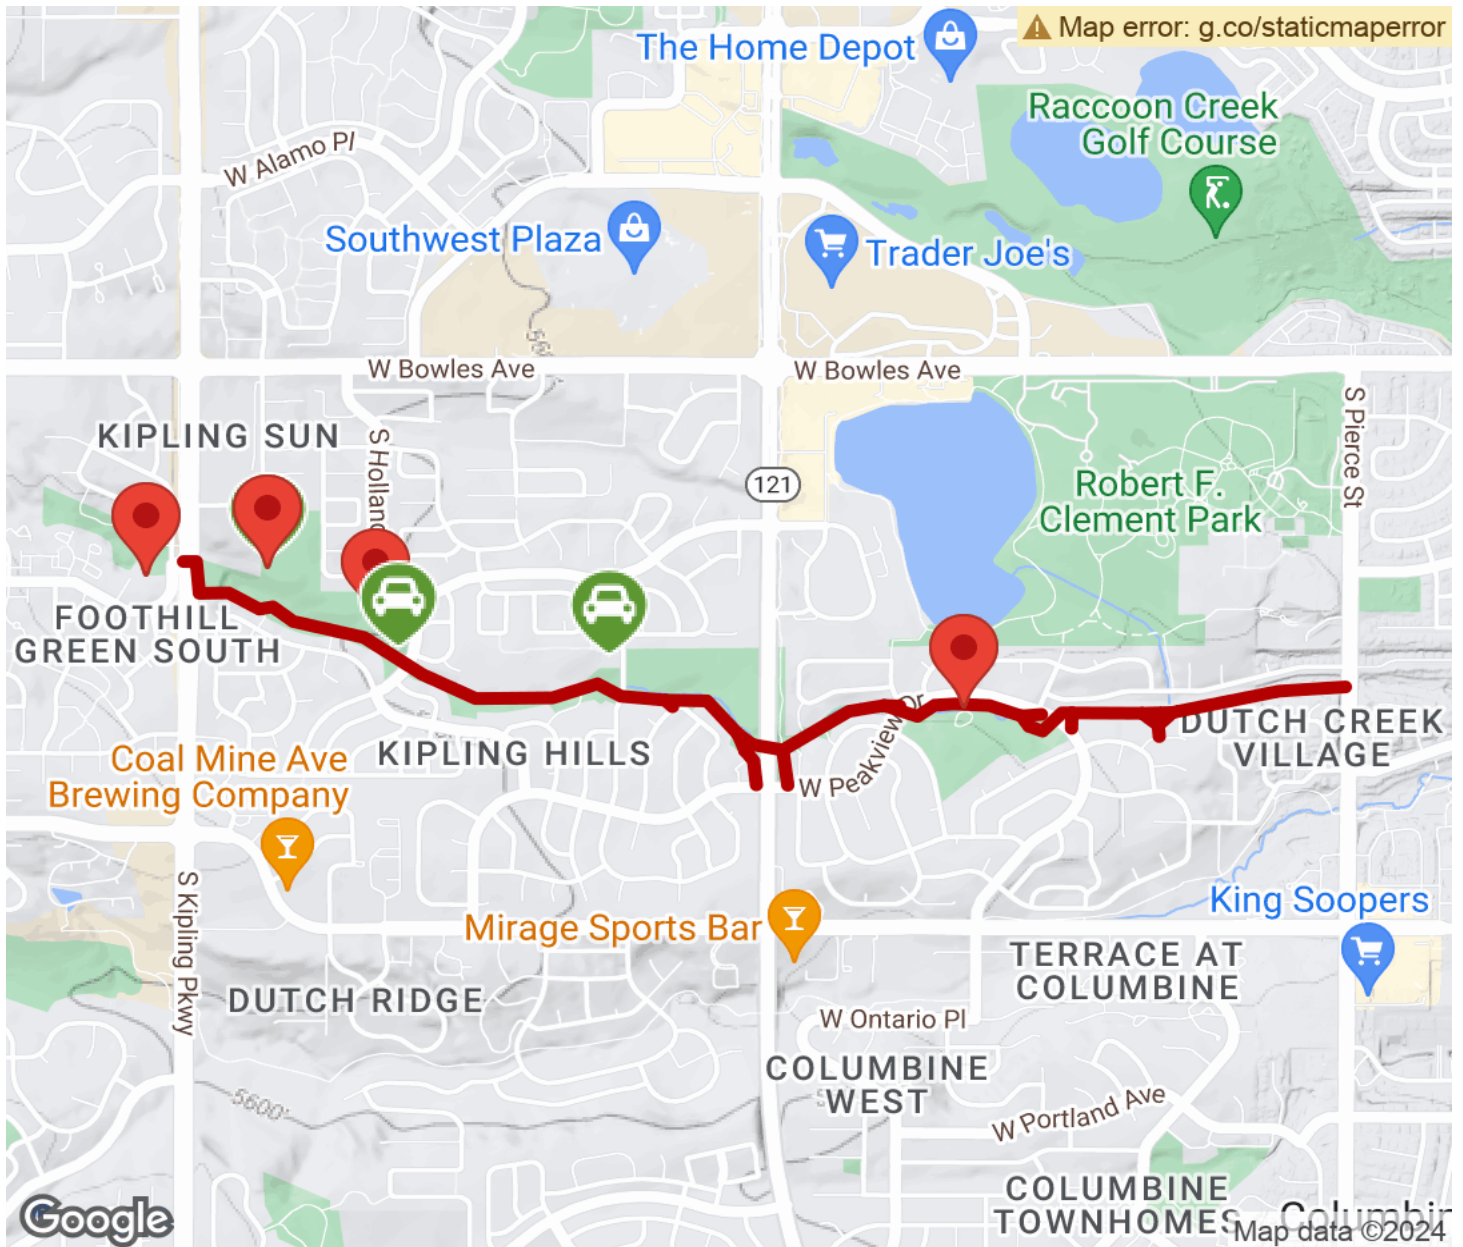 Map error: g.co/staticmaperror
The Home Depot
Raccoon Creek
Golf Course
W Alamo Pl
Southwest Plaza
Trader Joe's
W Bowles Ave
W Bowles Ave
S Pierce St
KIPLING SUN
S Holland
121
Robert F.
Clement Park
FOOTHILL
GREEN SOUTH
W Peakview Dr
DUTCH CREEK
VILLAGE
KIPLING HILLS
Coal Mine Ave
Brewing Company
S Kipling Pkwy
King Soopers
Mirage Sports Bar
TERRACE AT
COLUMBINE
DUTCH RIDGE
W Ontario Pl
COLUMBINE
WEST
5600'
W Portland Ave
COLUMBINE
TOWNHOMES
Google
Map data ©2024